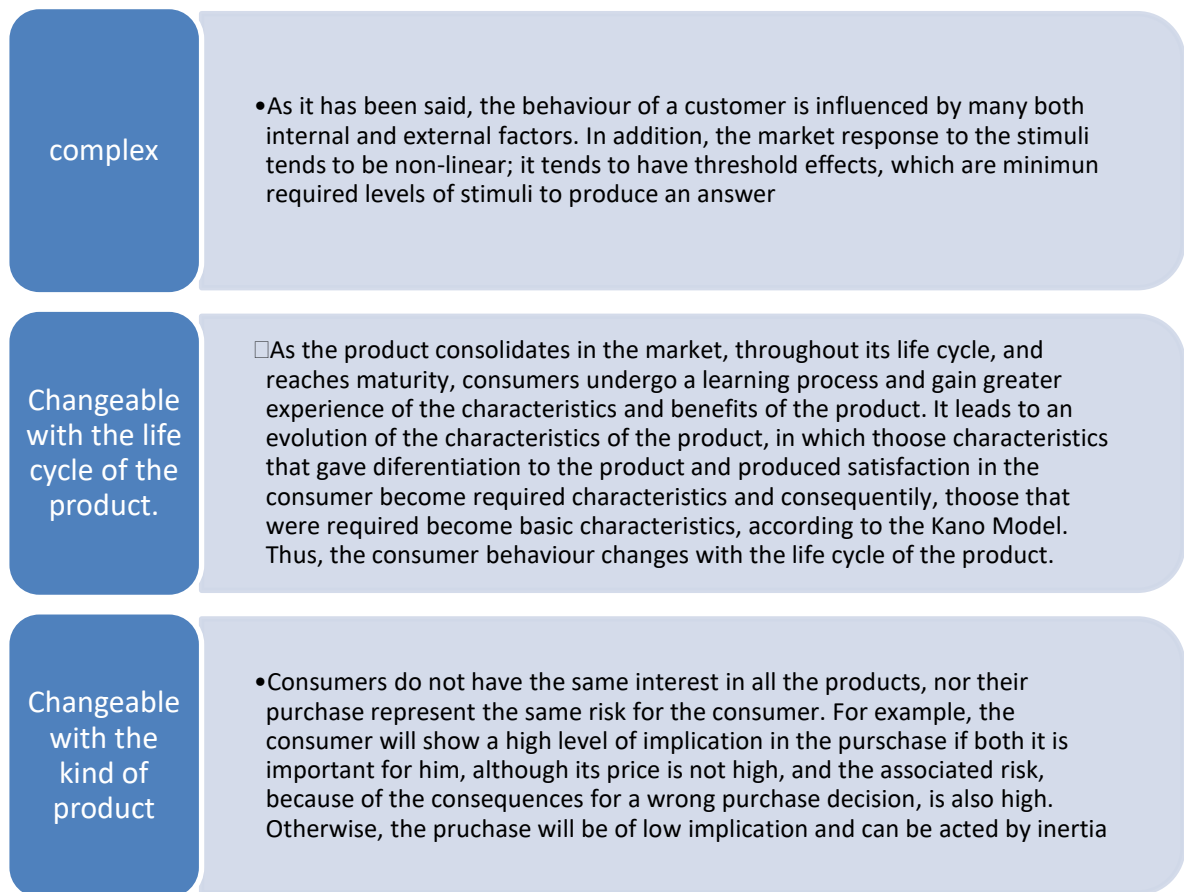 complex
•As it has been said, the behaviour of a customer is influenced by many both
internal and external factors. In addition, the market response to the stimuli
tends to be non-linear; it tends to have threshold effects, which are minimun
required levels of stimuli to produce an answer
Changeable
with the life
cycle of the
product.
□As the product consolidates in the market, throughout its life cycle, and
reaches maturity, consumers undergo a learning process and gain greater
experience of the characteristics and benefits of the product. It leads to an
evolution of the characteristics of the product, in which thoose characteristics
that gave diferentiation to the product and produced satisfaction in the
consumer become required characteristics and consequentily, thoose that
were required become basic characteristics, according to the Kano Model.
Thus, the consumer behaviour changes with the life cycle of the product.
Changeable
with the
kind of
product
•Consumers do not have the same interest in all the products, nor their
purchase represent the same risk for the consumer. For example, the
consumer will show a high level of implication in the purschase if both it is
important for him, although its price is not high, and the associated risk,
because of the consequences for a wrong purchase decision, is also high.
Otherwise, the pruchase will be of low implication and can be acted by inertia